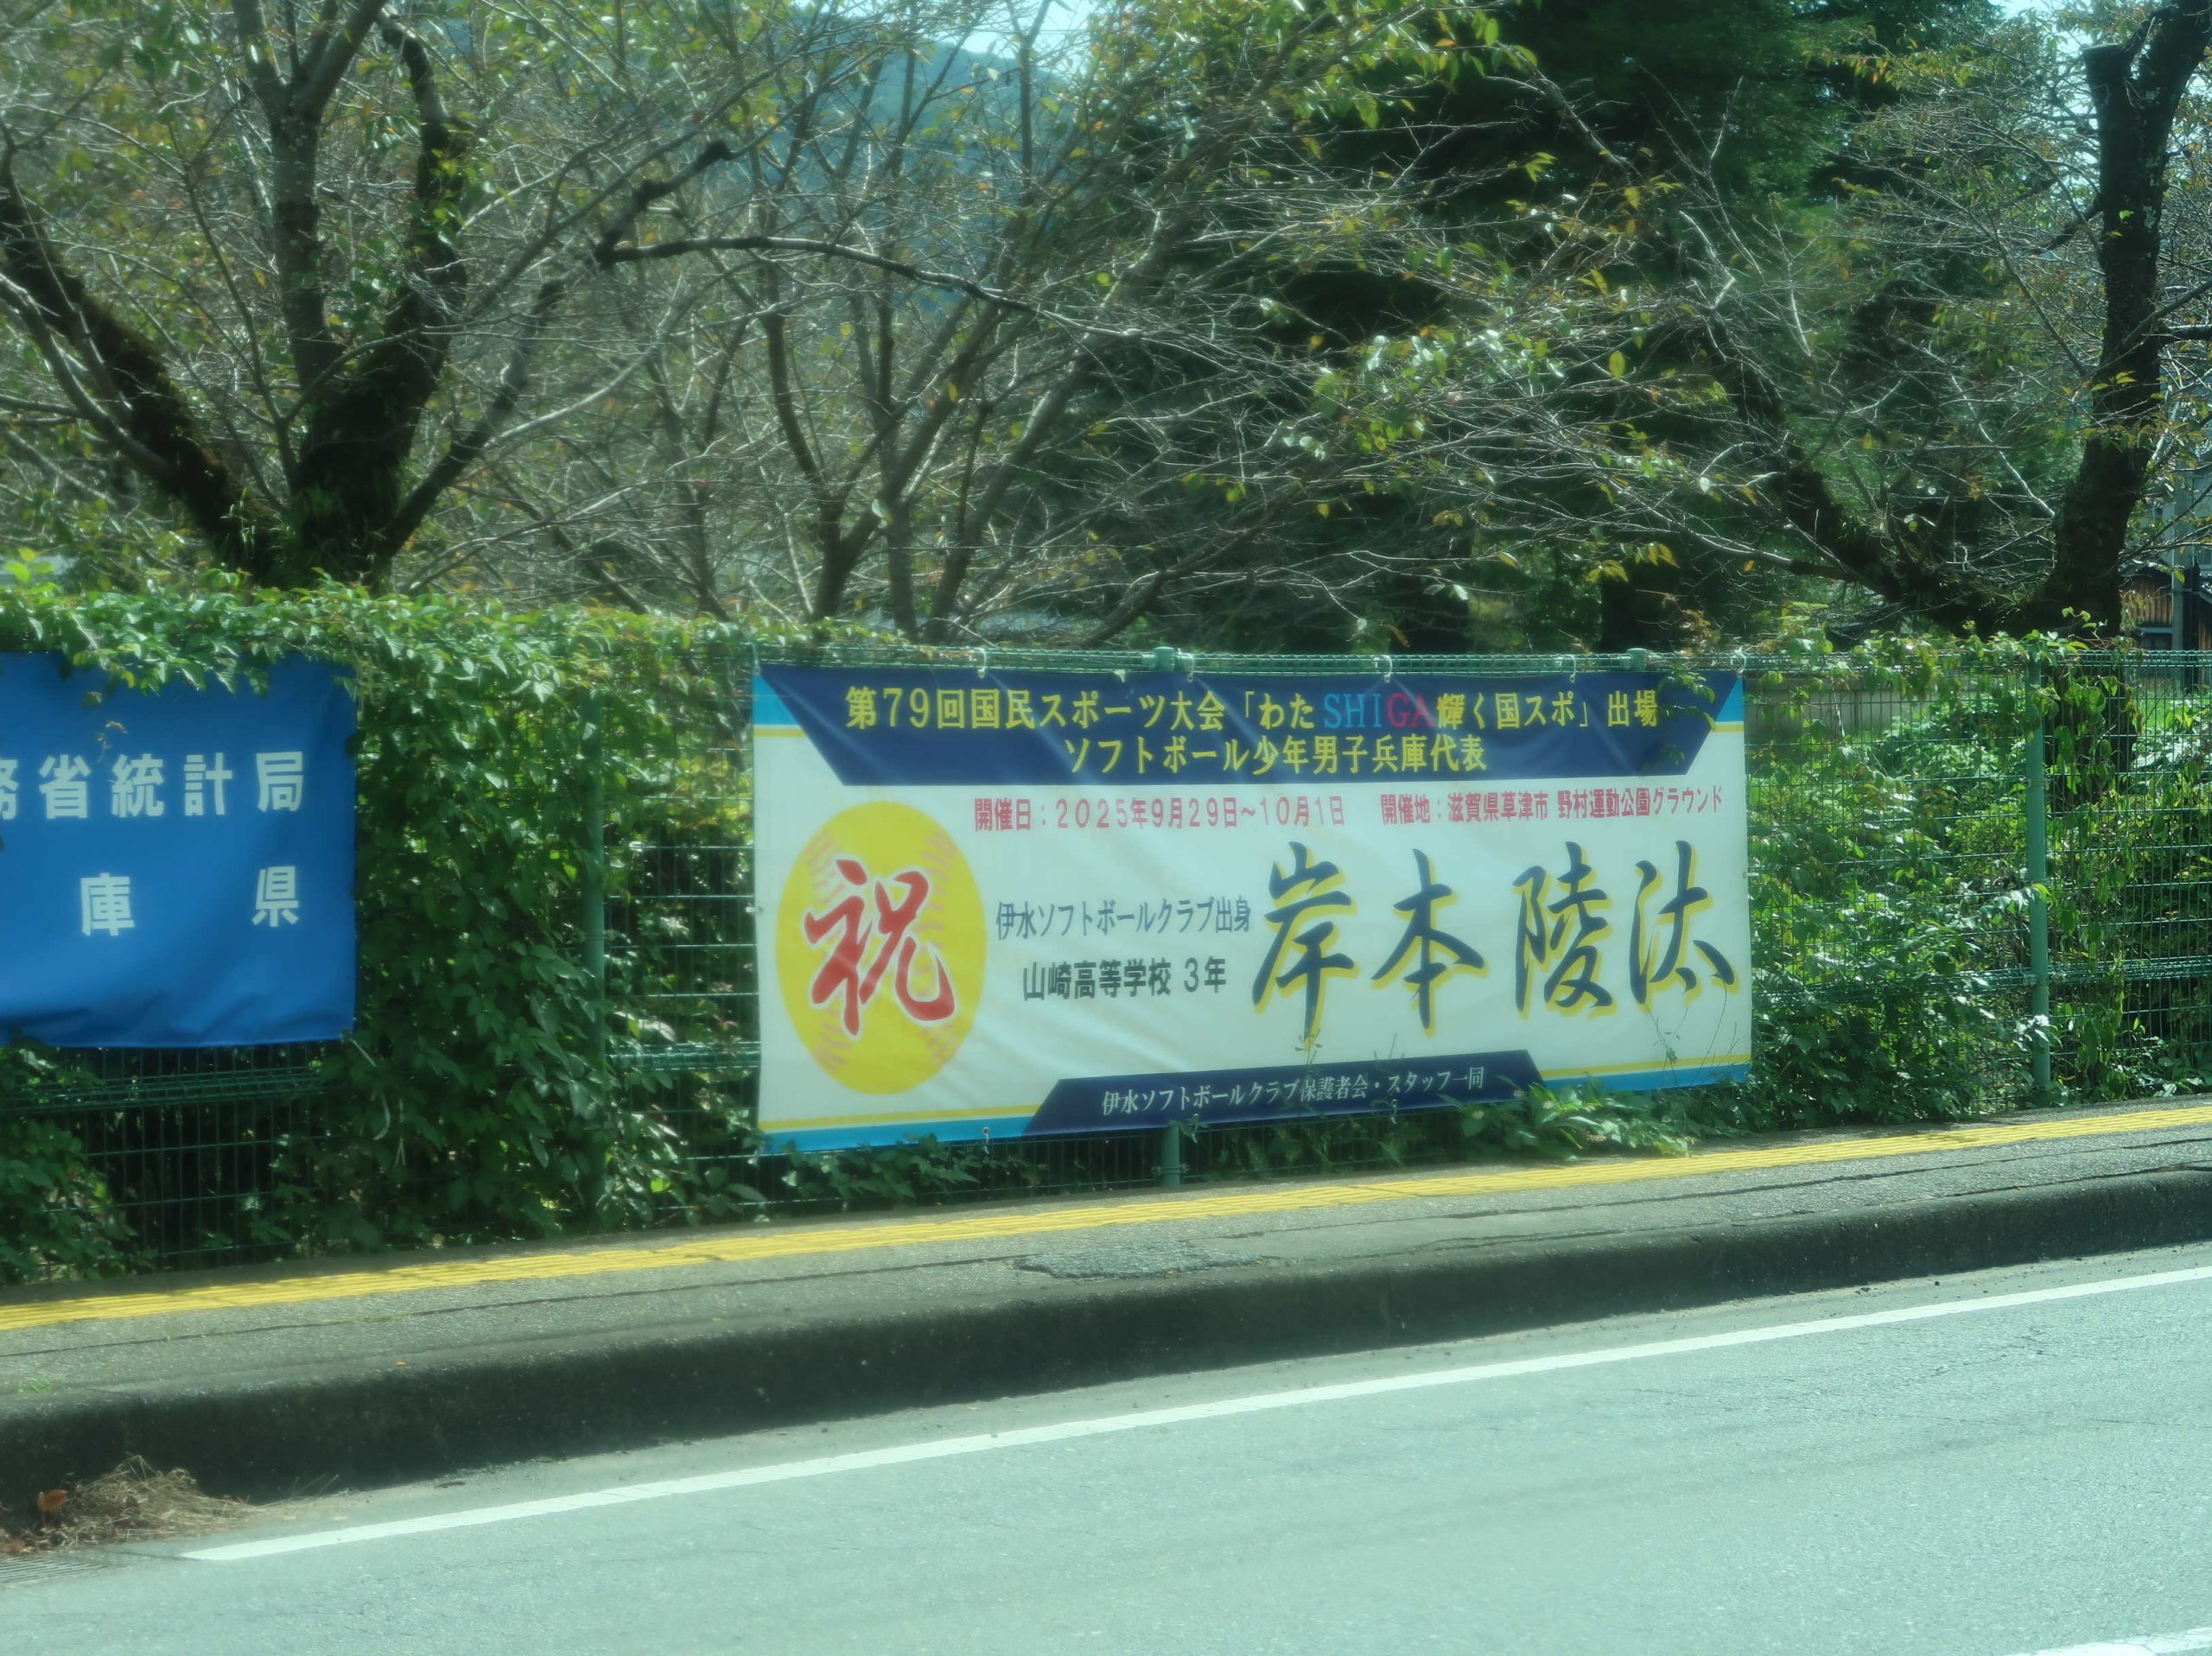 務省統計局
庫県
第79回国民スポーツ大会「わたSHIGA輝く国スポ」出場
ソフトボール少年男子兵庫代表
開催日：2025年9月29日～10月1日　開催地：滋賀県草津市 野村運動公園グラウンド
祝
伊水ソフトボールクラブ出身
山崎高等学校 3年
岸本 陵汰
伊水ソフトボールクラブ保護者会・スタッフ一同